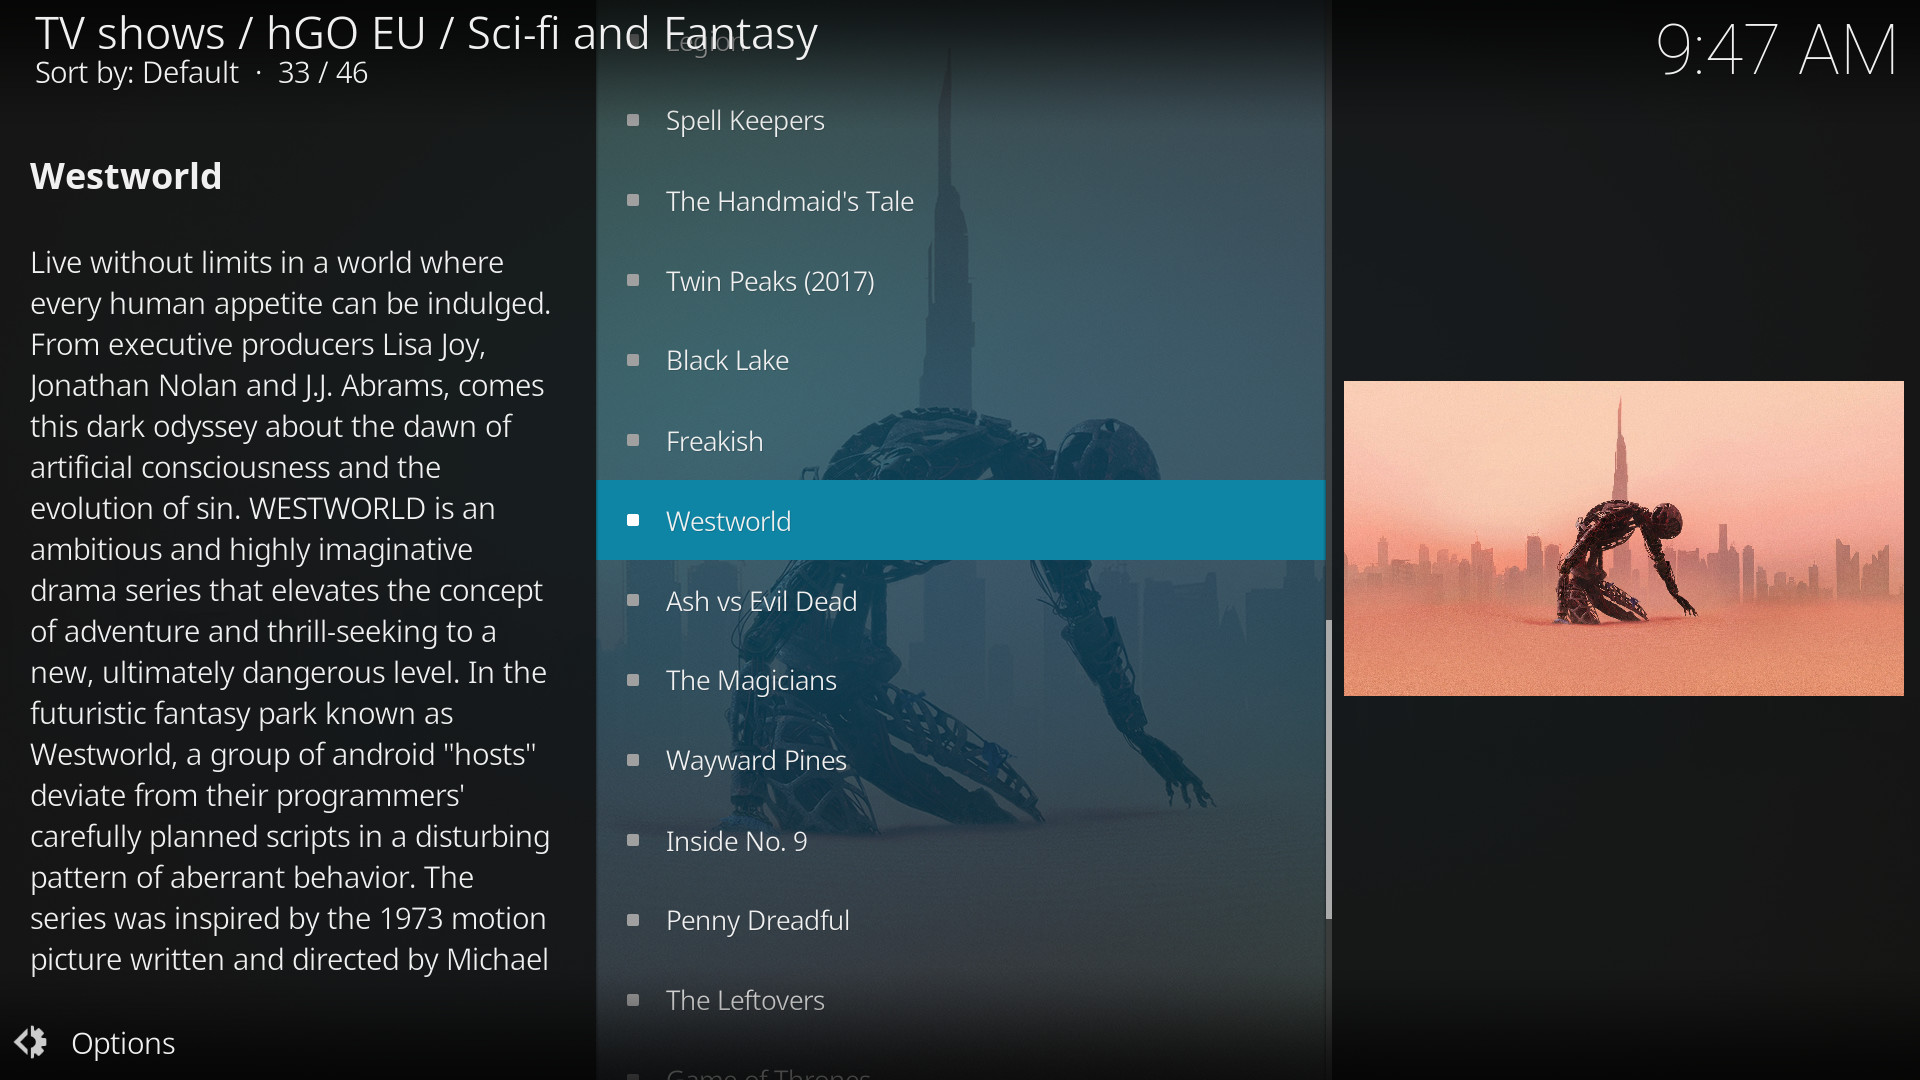 TV shows / hGO EU / Sci-fi and Fantasy
Sort by: Default · 33 / 46
9:47 AM
Westworld
Live without limits in a world where
every human appetite can be indulged.
From executive producers Lisa Joy,
Jonathan Nolan and J.J. Abrams, comes
this dark odyssey about the dawn of
artificial consciousness and the
evolution of sin. WESTWORLD is an
ambitious and highly imaginative
drama series that elevates the concept
of adventure and thrill-seeking to a
new, ultimately dangerous level. In the
futuristic fantasy park known as
Westworld, a group of android "hosts"
deviate from their programmers'
carefully planned scripts in a disturbing
pattern of aberrant behavior. The
series was inspired by the 1973 motion
picture written and directed by Michael
Options
Legion
Spell Keepers
The Handmaid's Tale
Twin Peaks (2017)
Black Lake
Freakish
Westworld
Ash vs Evil Dead
The Magicians
Wayward Pines
Inside No. 9
Penny Dreadful
The Leftovers
Game of Thrones